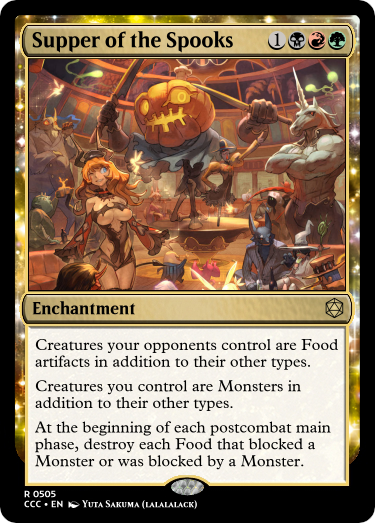 Supper of the Spooks 1
Enchantment
Creatures your opponents control are Food
artifacts in addition to their other types.
Creatures you control are Monsters in
addition to their other types.
At the beginning of each postcombat main
phase, destroy each Food that blocked a
Monster or was blocked by a Monster.
R 0505
CCC • EN Yuta Sakuma (lalalalack)